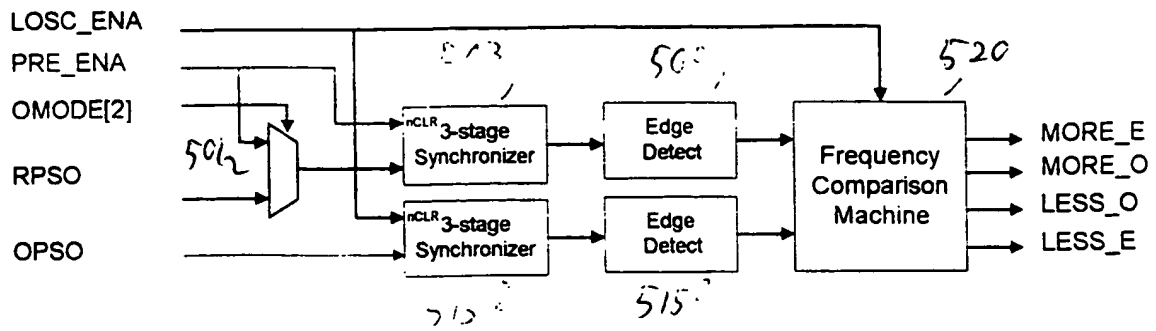 LOSC_ENA
PRE_ENA
OMODE[2]
RPSO
OPSO
501
520
nCLR 3-stage
Synchronizer
Edge
Detect
nCLR 3-stage
Synchronizer
Edge
Detect
515
Frequency
Comparison
Machine
MORE_E
MORE_O
LESS_O
LESS_E